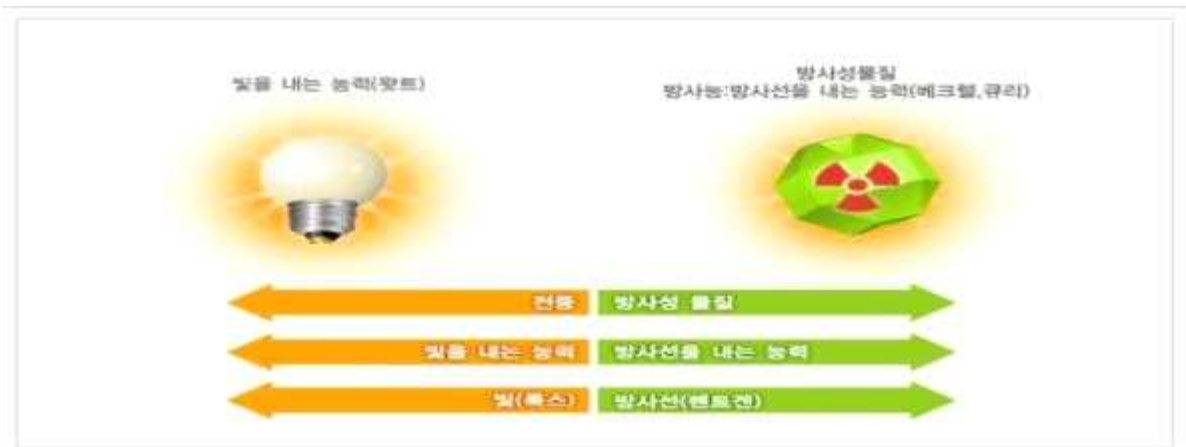 빛을 내는 능력(왓트)
방사성물질
방사능:방사선을 내는 능력(베크렐,큐리)
전등 방사성 물질
빛을 내는 능력 방사선을 내는 능력
빛(룩스) 방사선(렌트겐)